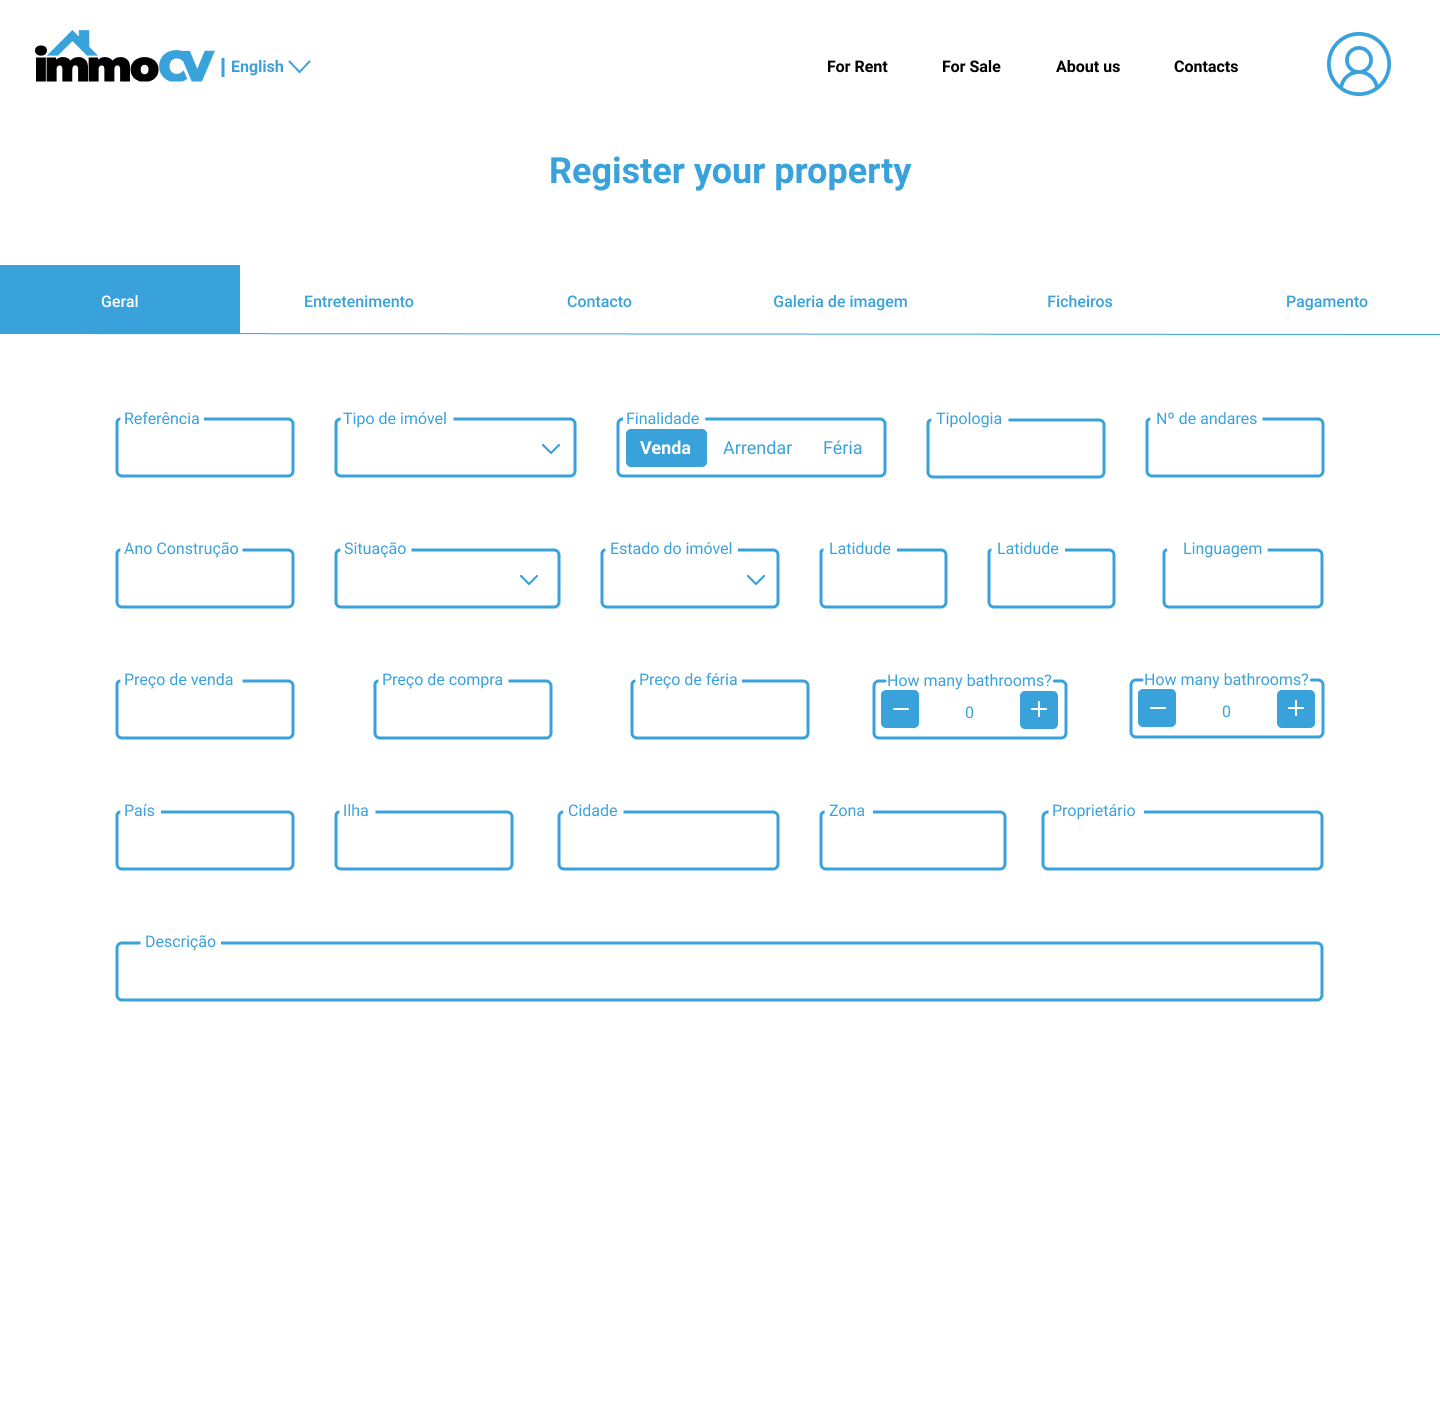 immoCV | English
For Rent For Sale About us Contacts
Register your property
Geral Entretenimento Contacto Galeria de imagem Ficheiros Pagamento
Referência Tipo de imóvel Finalidade Tipologia Nº de andares
Venda Arrendar Féria
Ano Construção Situação Estado do imóvel Latidude Latidude Linguagem
Preço de venda Preço de compra Preço de féria How many bathrooms? How many bathrooms?
− 0 + − 0 +
País Ilha Cidade Zona Proprietário
Descrição